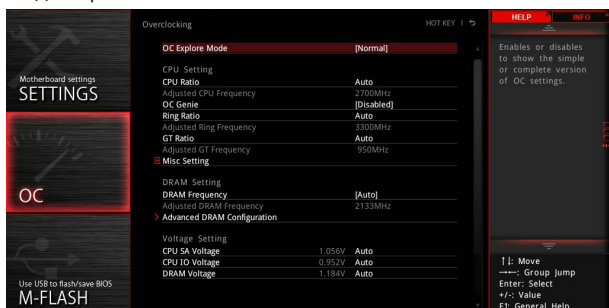 Motherboard settings
SETTINGS
OC
Use USB to flash/save BIOS
M-FLASH
Overclocking
HOT KEY
OC Explore Mode [Normal]
CPU Setting
CPU Ratio Auto
Adjusted CPU Frequency 2700MHz
OC Genie [Disabled]
Ring Ratio Auto
Adjusted Ring Frequency 3300MHz
GT Ratio Auto
Adjusted GT Frequency 950MHz
Misc Setting
DRAM Setting
DRAM Frequency [Auto]
Adjusted DRAM Frequency 2133MHz
Advanced DRAM Configuration
Voltage Setting
CPU SA Voltage 1.056V Auto
CPU IO Voltage 0.952V Auto
DRAM Voltage 1.184V Auto
HELP INFO
Enables or disables
to show the simple
or complete version
of OC settings.
↑↓: Move
→←: Group Jump
Enter: Select
+/-: Value
F1: General Help